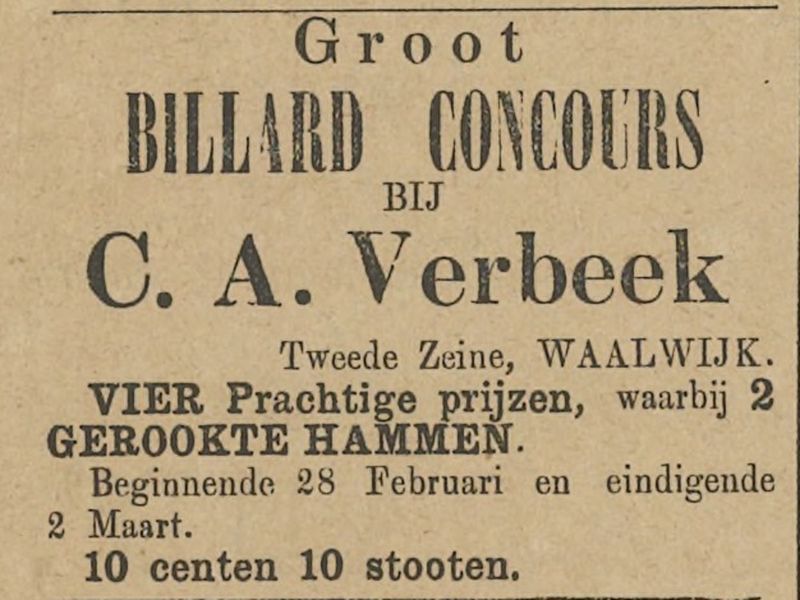 Groot
BILLARD CONCOURS
BIJ
C. A. Verbeek
Tweede Zeine, WAALWIJK.
VIER Prachtige prijzen, waarbij 2
GEROOKTE HAMMEN.
Beginnende 28 Februari en eindigende
2 Maart.
10 centen 10 stooten.